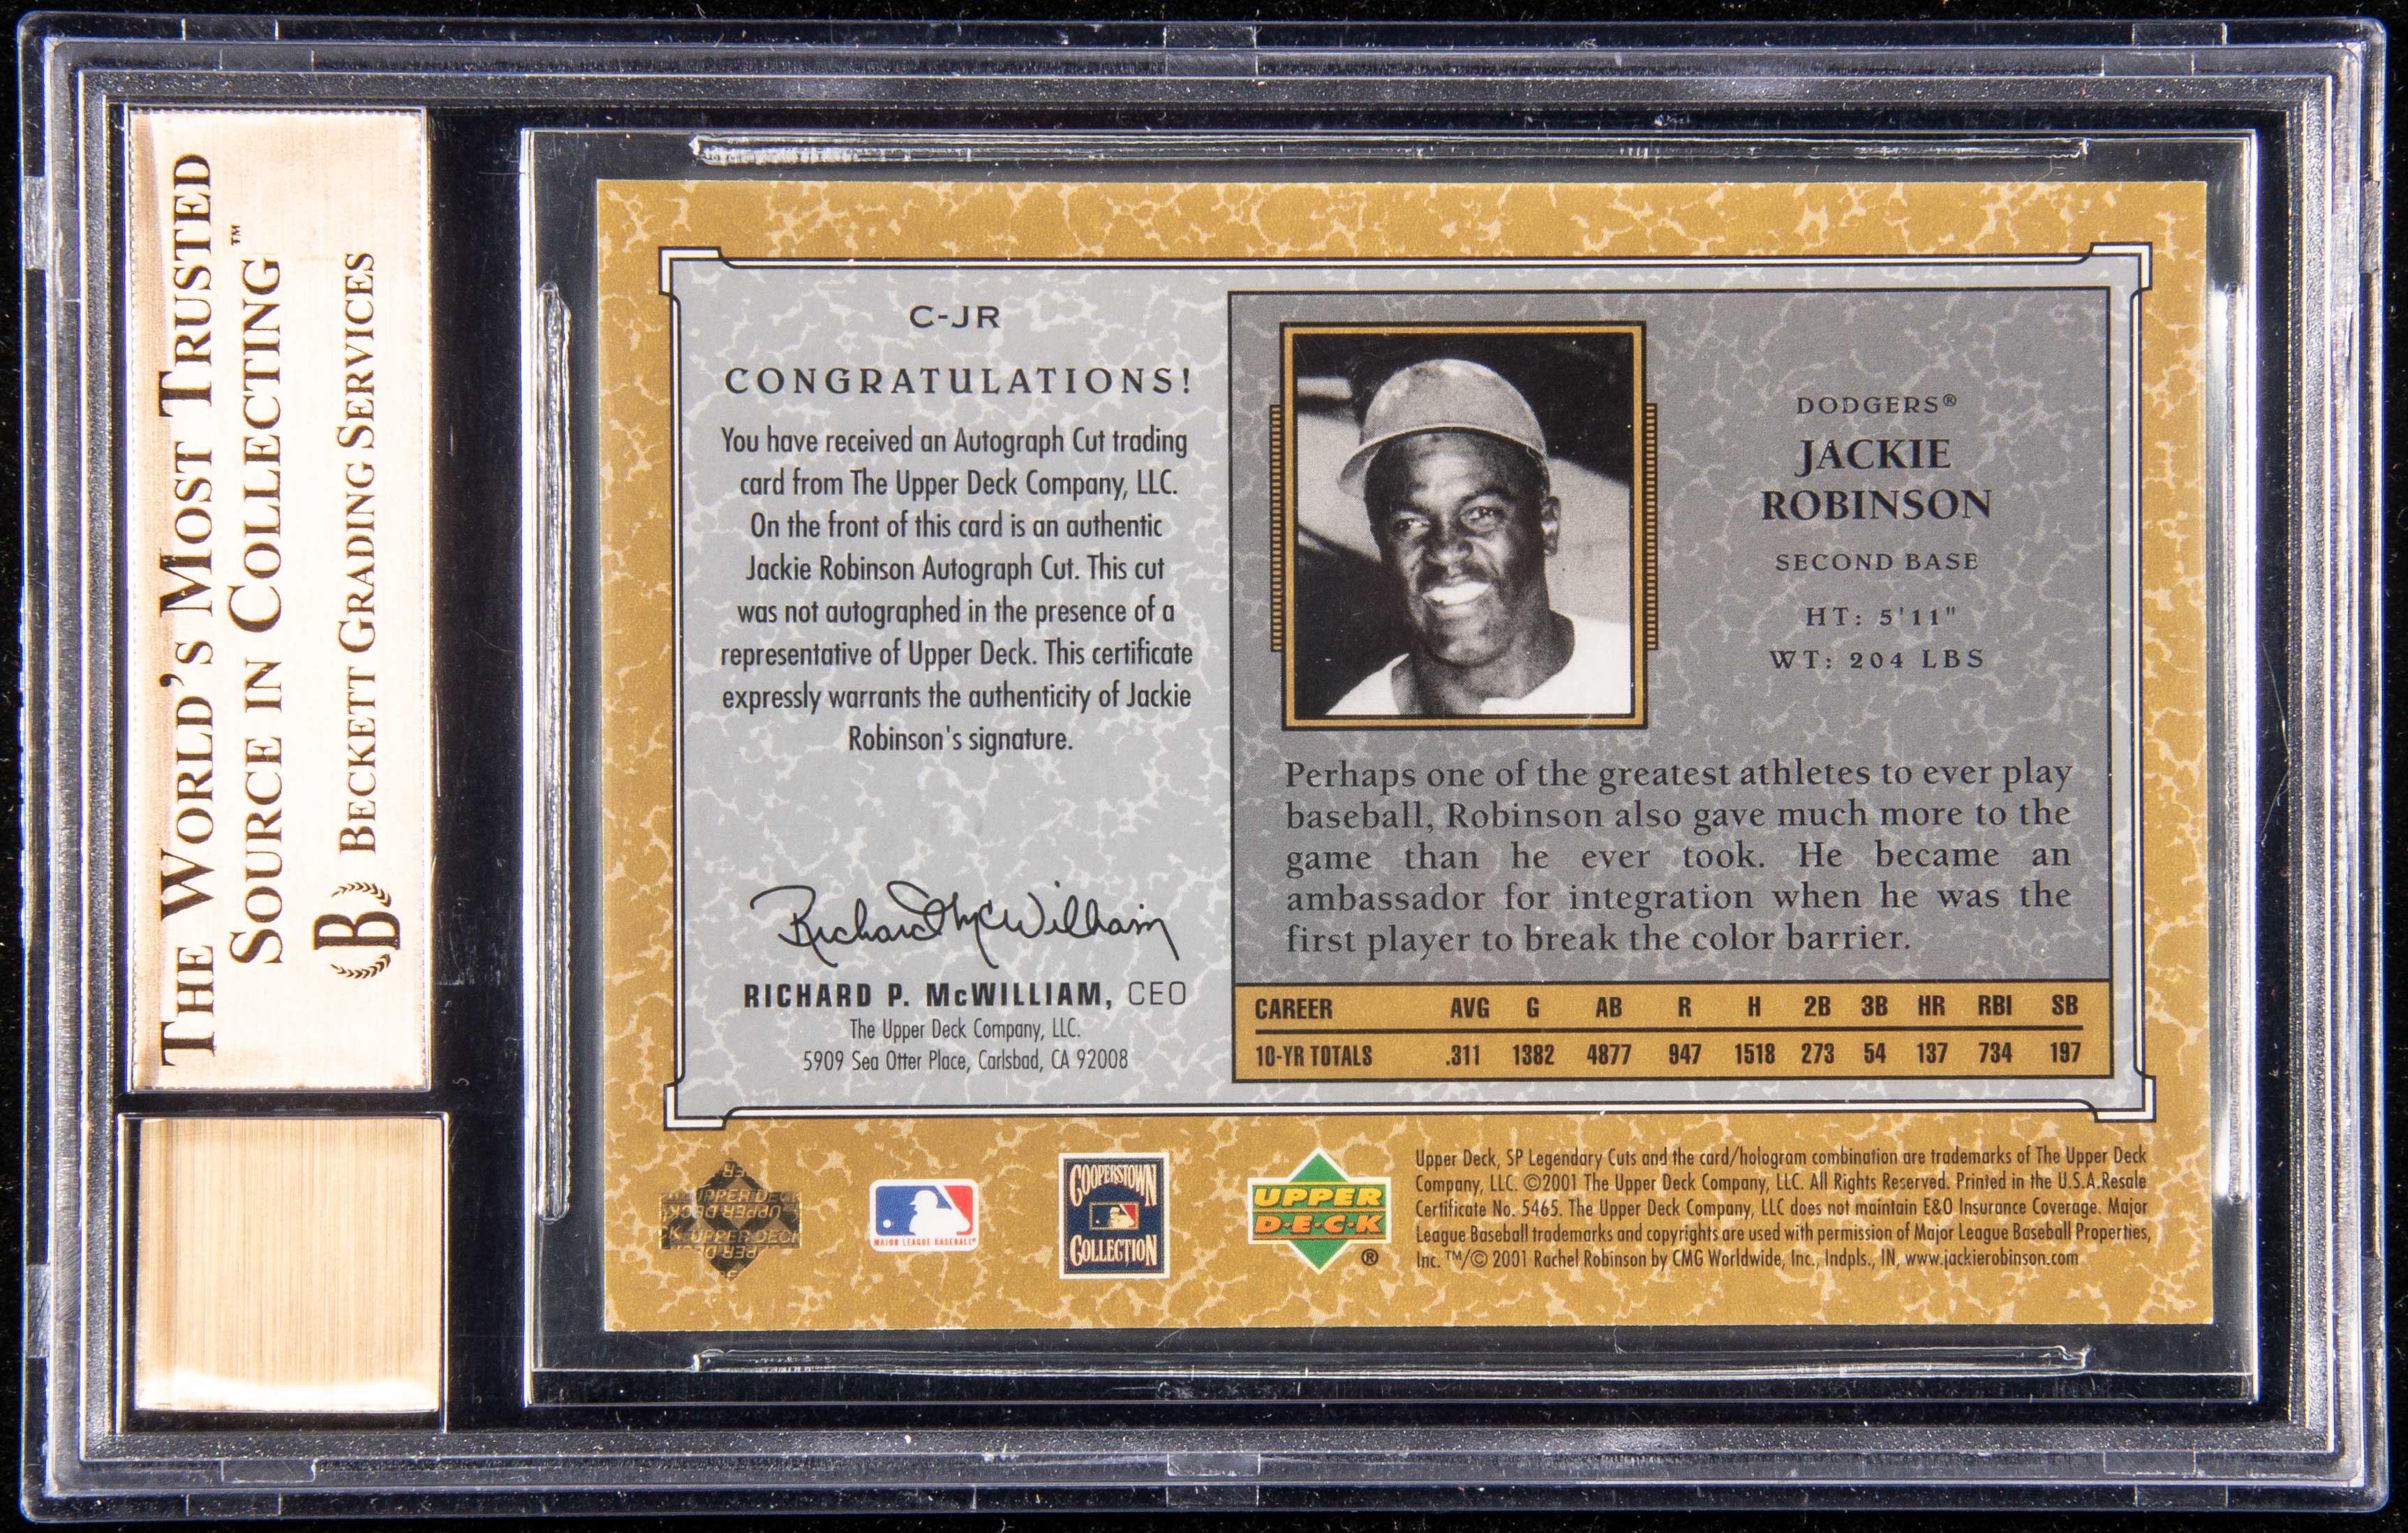 THE WORLD'S MOST TRUSTED
SOURCE IN COLLECTING™
B BECKETT GRADING SERVICES
C-JR
CONGRATULATIONS!
You have received an Autograph Cut trading
card from The Upper Deck Company, LLC.
On the front of this card is an authentic
Jackie Robinson Autograph Cut. This cut
was not autographed in the presence of a
representative of Upper Deck. This certificate
expressly warrants the authenticity of Jackie
Robinson's signature.
Richard McWilliam
RICHARD P. McWILLIAM, CEO
The Upper Deck Company, LLC.
5909 Sea Otter Place, Carlsbad, CA 92008
DODGERS®
JACKIE
ROBINSON
SECOND BASE
HT: 5'11"
WT: 204 LBS
Perhaps one of the greatest athletes to ever play
baseball, Robinson also gave much more to the
game than he ever took. He became an
ambassador for integration when he was the
first player to break the color barrier.
CAREER AVG G AB R H 2B 3B HR RBI SB
10-YR TOTALS .311 1382 4877 947 1518 273 54 137 734 197
UPPER DECK
UPPER DECK
UPPER DECK
MAJOR LEAGUE BASEBALL
COOPERSTOWN
COLLECTION
UPPER
D·E·C·K
®
Upper Deck, SP Legendary Cuts and the card/hologram combination are trademarks of The Upper Deck
Company, LLC. ©2001 The Upper Deck Company, LLC. All Rights Reserved. Printed in the U.S.A.Resale
Certificate No. 5465. The Upper Deck Company, LLC does not maintain E&O Insurance Coverage. Major
League Baseball trademarks and copyrights are used with permission of Major League Baseball Properties,
Inc. ™/© 2001 Rachel Robinson by CMG Worldwide, Inc., Indpls., IN, www.jackierobinson.com